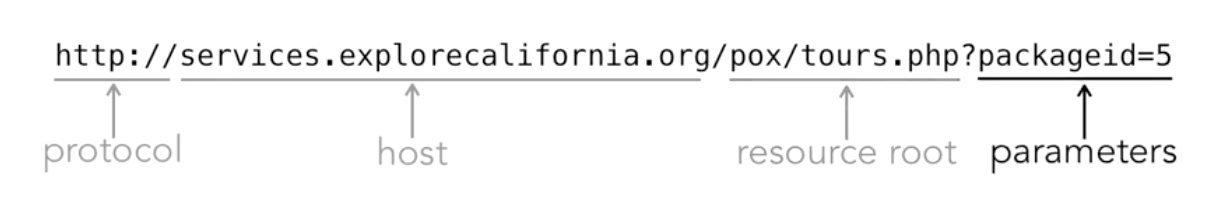 http://services.explorecalifornia.org/pox/tours.php?packageid=5
protocol host resource root parameters